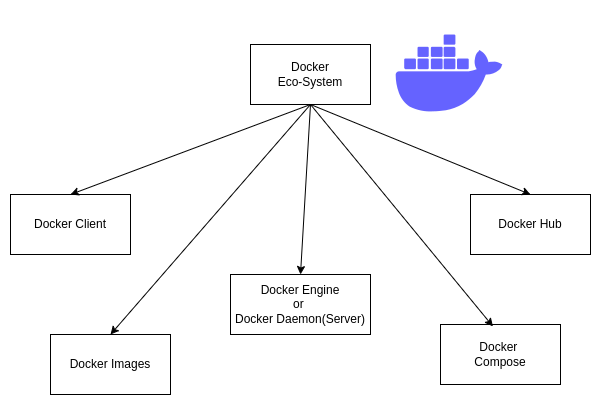 Docker
Eco-System
Docker Client
Docker Hub
Docker Engine
or
Docker Daemon(Server)
Docker Images
Docker
Compose